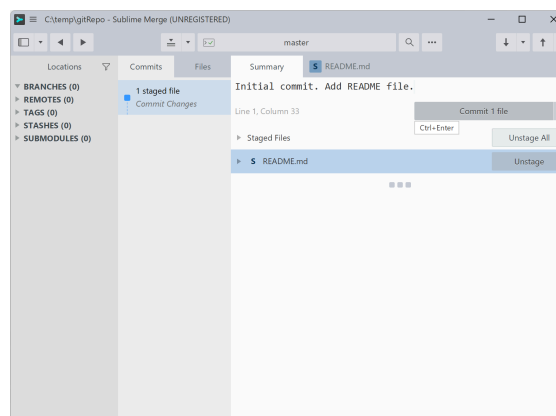 C:\temp\gitRepo - Sublime Merge (UNREGISTERED)
master
Locations
Commits
Files
Summary
S README.md
BRANCHES (0)
REMOTES (0)
TAGS (0)
STASHES (0)
SUBMODULES (0)
1 staged file
Commit Changes
Initial commit. Add README file.
Line 1, Column 33
Commit 1 file
Ctrl+Enter
Staged Files
Unstage All
S README.md
Unstage